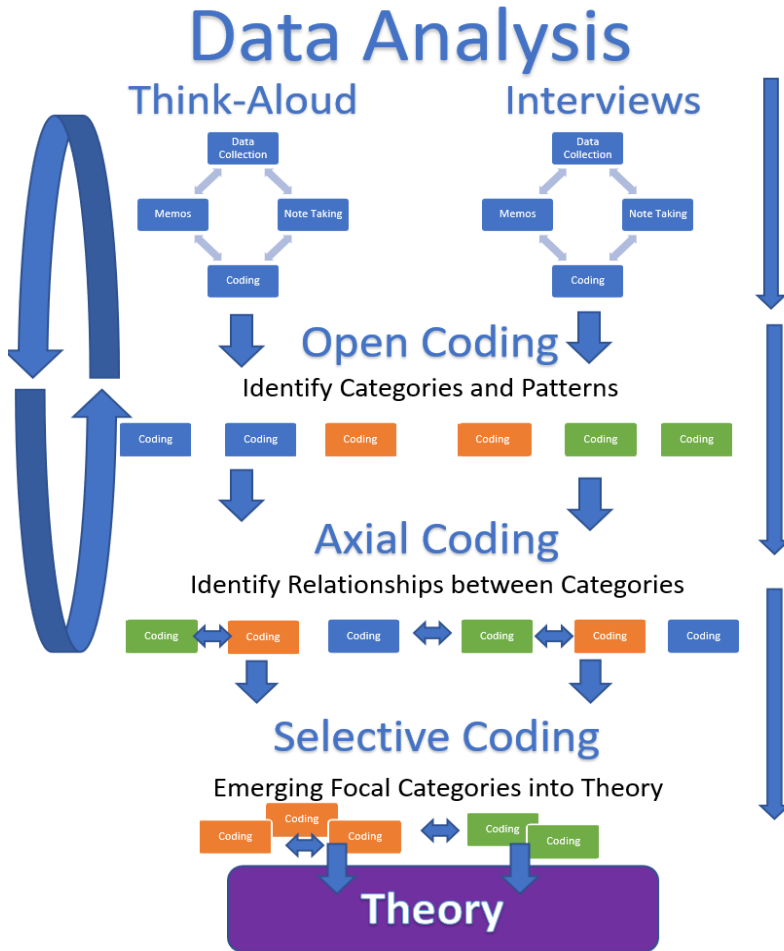 Data Analysis
Think-Aloud Interviews
Data
Collection
Data
Collection
Memos Note Taking Memos Note Taking
Coding Coding
Open Coding
Identify Categories and Patterns
Coding Coding Coding Coding Coding Coding
Axial Coding
Identify Relationships between Categories
Coding Coding Coding Coding Coding Coding
Selective Coding
Emerging Focal Categories into Theory
Coding
Coding Coding Coding
Coding
Theory